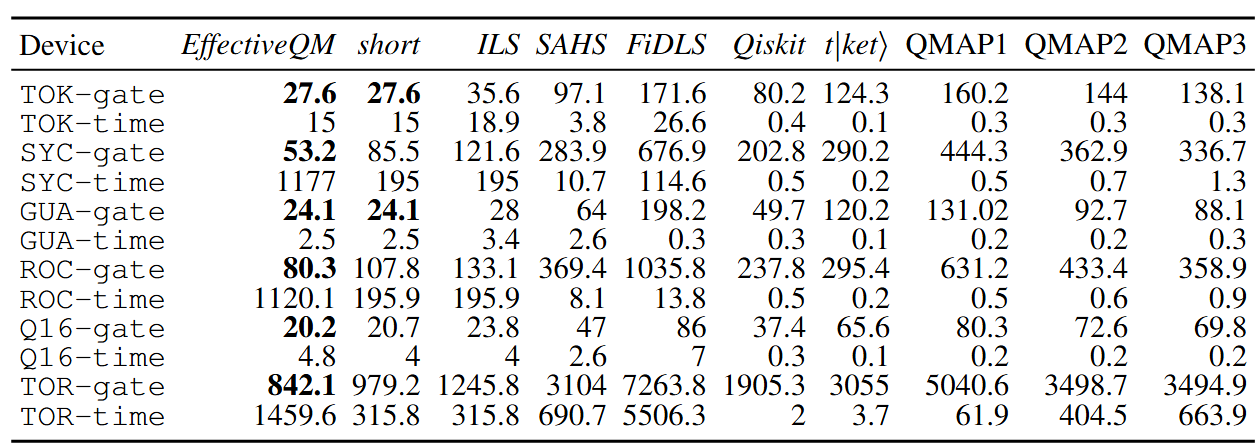 Device EffectiveQM short ILS SAHS FiDLS Qiskit t|ket⟩ QMAP1 QMAP2 QMAP3
TOK-gate 27.6 27.6 35.6 97.1 171.6 80.2 124.3 160.2 144 138.1
TOK-time 15 15 18.9 3.8 26.6 0.4 0.1 0.3 0.3 0.3
SYC-gate 53.2 85.5 121.6 283.9 676.9 202.8 290.2 444.3 362.9 336.7
SYC-time 1177 195 195 10.7 114.6 0.5 0.2 0.5 0.7 1.3
GUA-gate 24.1 24.1 28 64 198.2 49.7 120.2 131.02 92.7 88.1
GUA-time 2.5 2.5 3.4 2.6 0.3 0.3 0.1 0.2 0.2 0.3
ROC-gate 80.3 107.8 133.1 369.4 1035.8 237.8 295.4 631.2 433.4 358.9
ROC-time 1120.1 195.9 195.9 8.1 13.8 0.5 0.2 0.5 0.6 0.9
Q16-gate 20.2 20.7 23.8 47 86 37.4 65.6 80.3 72.6 69.8
Q16-time 4.8 4 4 2.6 7 0.3 0.1 0.2 0.2 0.2
TOR-gate 842.1 979.2 1245.8 3104 7263.8 1905.3 3055 5040.6 3498.7 3494.9
TOR-time 1459.6 315.8 315.8 690.7 5506.3 2 3.7 61.9 404.5 663.9